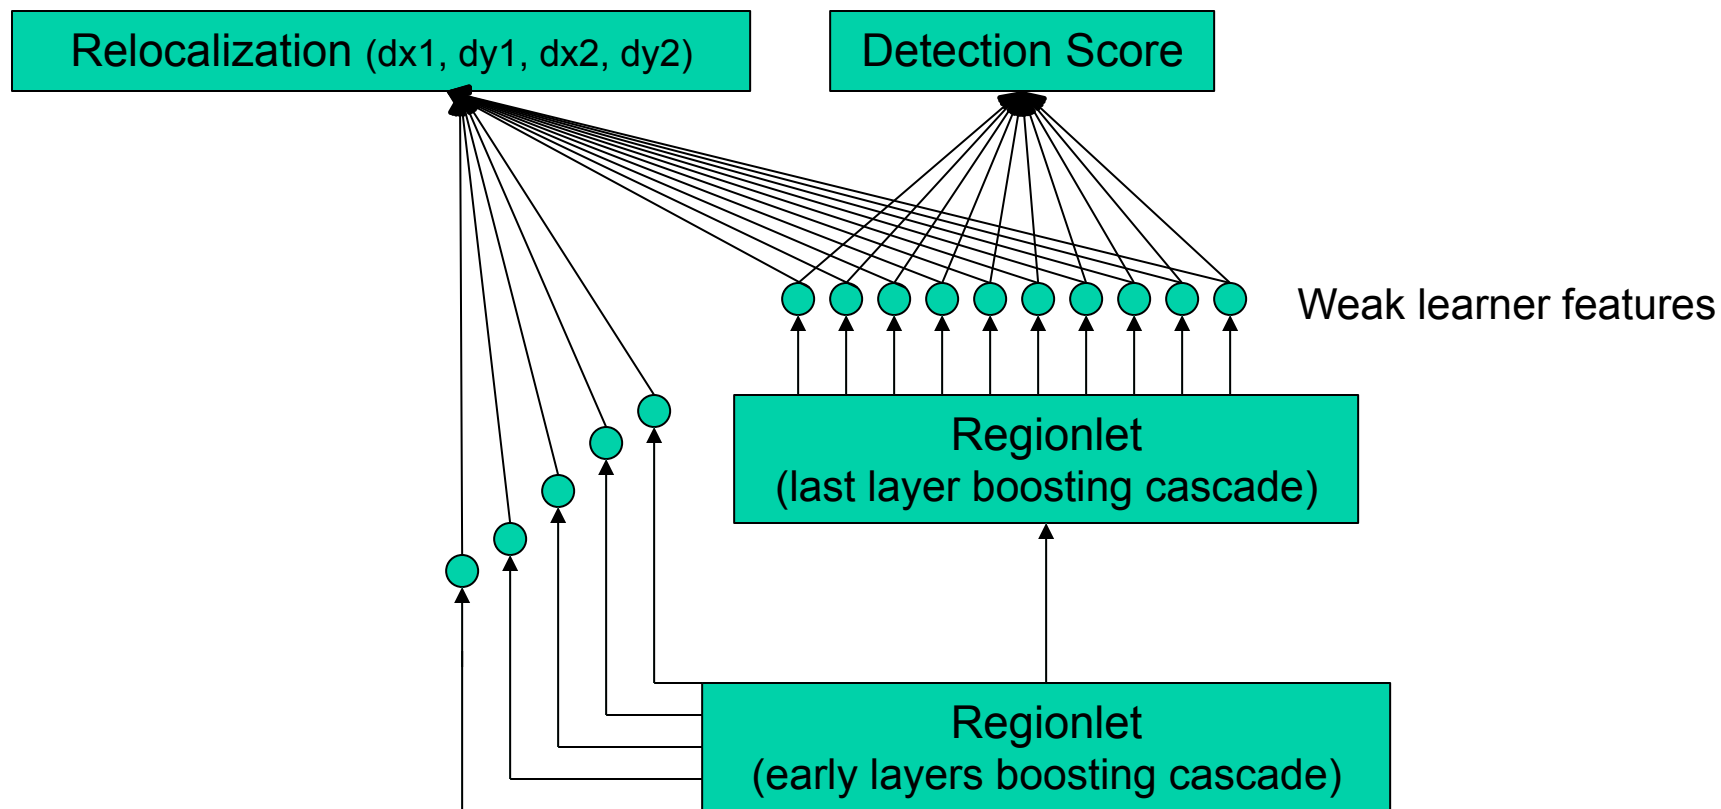 Relocalization (dx1, dy1, dx2, dy2)
Detection Score
Weak learner features
Regionlet
(last layer boosting cascade)
Regionlet
(early layers boosting cascade)